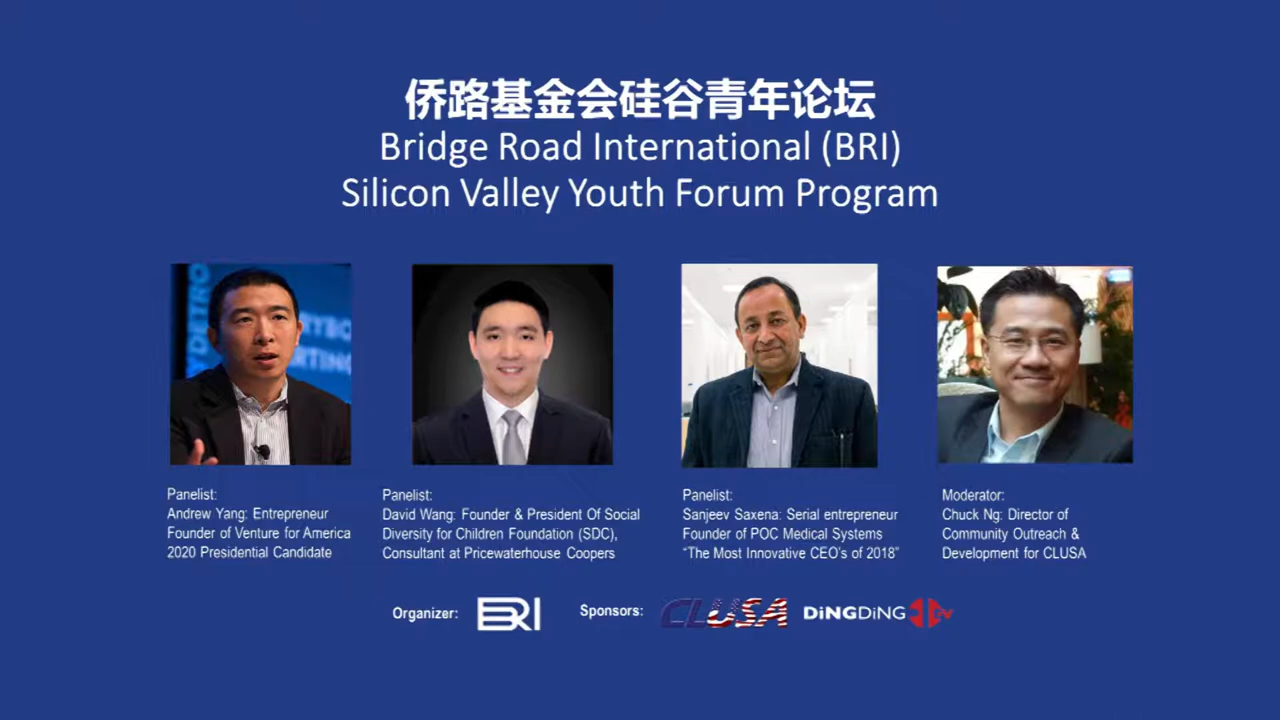 侨路基金会硅谷青年论坛
Bridge Road International (BRI)
Silicon Valley Youth Forum Program
Panelist:
Andrew Yang: Entrepreneur
Founder of Venture for America
2020 Presidential Candidate
Panelist:
David Wang: Founder & President Of Social
Diversity for Children Foundation (SDC),
Consultant at Pricewaterhouse Coopers
Panelist:
Sanjeev Saxena: Serial entrepreneur
Founder of POC Medical Systems
“The Most Innovative CEO’s of 2018”
Moderator:
Chuck Ng: Director of
Community Outreach &
Development for CLUSA
Organizer: BRI Sponsors: CLUSA DiNGDiNG